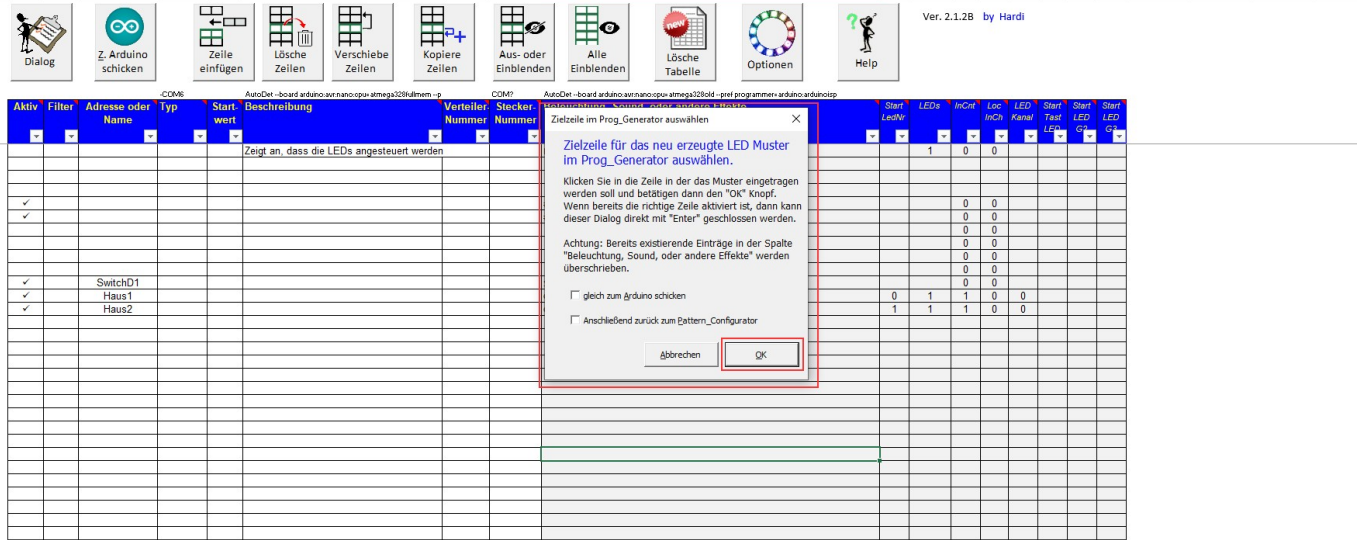 Ver. 2.1.2B by Hardi
Dialog
Z. Arduino
schicken
Zeile
einfügen
Lösche
Zeilen
Verschiebe
Zeilen
Kopiere
Zeilen
Aus- oder
Einblenden
Alle
Einblenden
new
Lösche
Tabelle
Optionen
Help
-COM6
AutoDet --board arduino:avr:nano:cpu=atmega328fullmem --p
COM?
AutoDet --board arduino:avr:nano:cpu=atmega328old --pref programmer=arduino:arduinoisp
Aktiv Filter Adresse oder Name Typ Start-wert Beschreibung Verteiler-Nummer Stecker-Nummer Beleuchtung, Sound, oder andere Effekte Start LedNr LEDs InCnt Loc InCh LED Kanal Start Tast LED Start LED G2 Start LED
Zeigt an, dass die LEDs angesteuert werden 1 0 0
✓ 0 0
✓ 0 0
0 0
0 0
0 0
0 0
✓ SwitchD1 0 0
✓ Haus1 0 1 1 0 0
✓ Haus2 1 1 1 0 0
Zielzeile im Prog_Generator auswählen
Zielzeile für das neu erzeugte LED Muster
im Prog_Generator auswählen.
Klicken Sie in die Zeile in der das Muster eingetragen
werden soll und betätigen dann den "OK" Knopf.
Wenn bereits die richtige Zeile aktiviert ist, dann kann
dieser Dialog direkt mit "Enter" geschlossen werden.
Achtung: Bereits existierende Einträge in der Spalte
"Beleuchtung, Sound, oder andere Effekte" werden
überschrieben.
gleich zum Arduino schicken
Anschließend zurück zum Pattern_Configurator
Abbrechen
OK